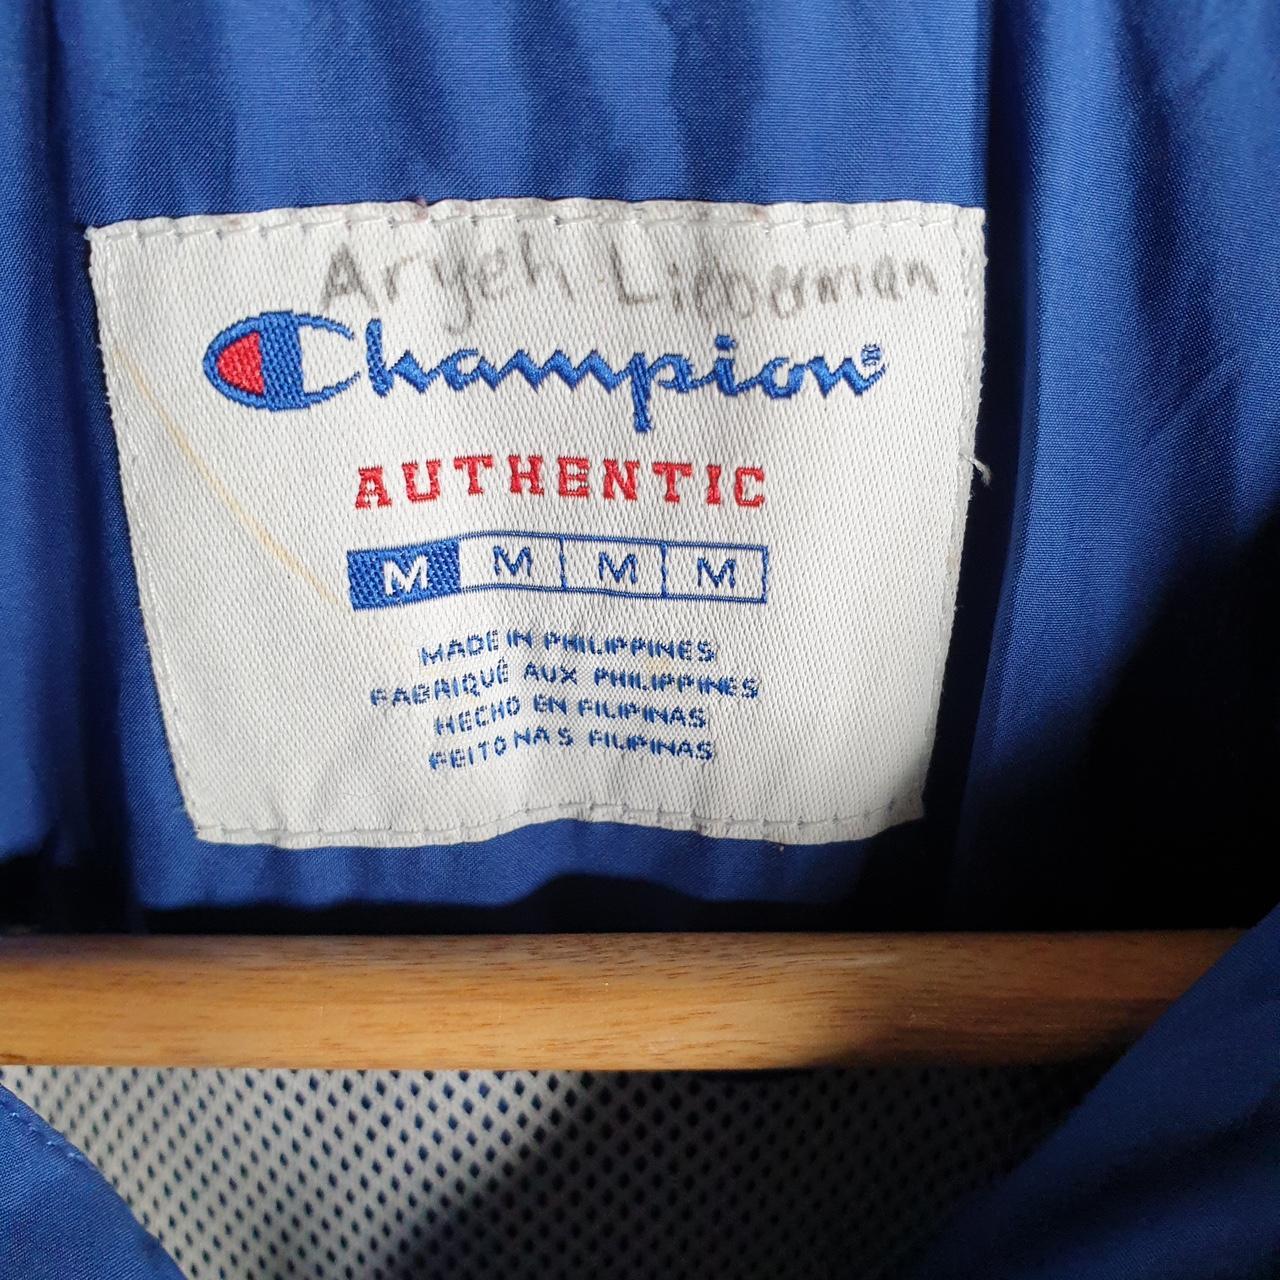 Aryeh Lieberman
Champion®
AUTHENTIC
M M M M
MADE IN PHILIPPINES
FABRIQUÉ AUX PHILIPPINES
HECHO EN FILIPINAS
FEITO NAS FILIPINAS